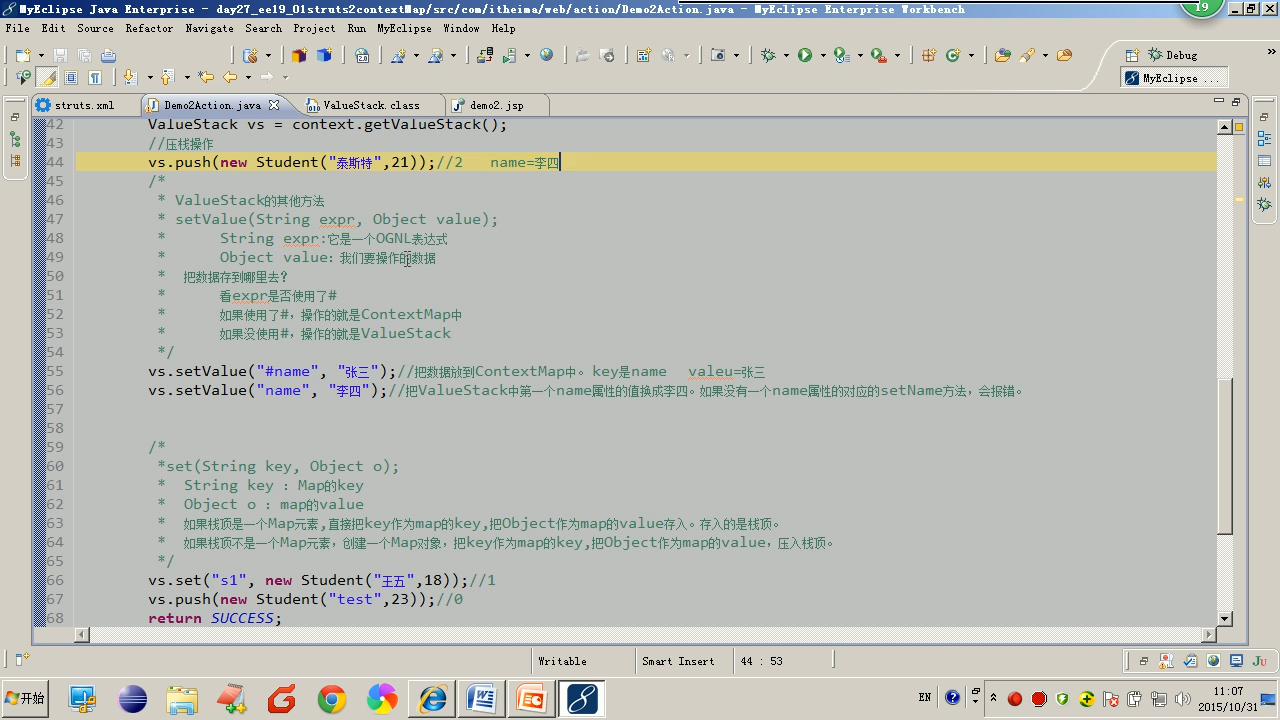 MyEclipse Java Enterprise - day27_ee19_01struts2contextMap/src/com/itheima/web/action/Demo2Action.java - MyEclipse Enterprise Workbench
19
File Edit Source Refactor Navigate Search Project Run MyEclipse Window Help
Debug
MyEclipse ...
struts.xml Demo2Action.java ValueStack.class demo2.jsp
42 ValueStack vs = context.getValueStack();
43 //压栈操作
44 vs.push(new Student("泰斯特",21));//2 name=李四
45 /*
46 * ValueStack的其他方法
47 * setValue(String expr, Object value);
48 * String expr:它是一个OGNL表达式
49 * Object value：我们要操作的数据
50 * 把数据存到哪里去？
51 * 看expr是否使用了#
52 * 如果使用了#，操作的就是ContextMap中
53 * 如果没使用#，操作的就是ValueStack
54 */
55 vs.setValue("#name", "张三");//把数据放到ContextMap中。key是name valeu=张三
56 vs.setValue("name", "李四");//把ValueStack中第一个name属性的值换成李四。如果没有一个name属性的对应的setName方法，会报错。
57
58
59 /*
60 *set(String key, Object o);
61 * String key : Map的key
62 * Object o : map的value
63 * 如果栈顶是一个Map元素,直接把key作为map的key,把Object作为map的value存入。存入的是栈顶。
64 * 如果栈顶不是一个Map元素，创建一个Map对象，把key作为map的key,把Object作为map的value，压入栈顶。
65 */
66 vs.set("s1", new Student("王五",18));//1
67 vs.push(new Student("test",23));//0
68 return SUCCESS;
Writable Smart Insert 44 : 53
开始 EN 11:07
2015/10/31